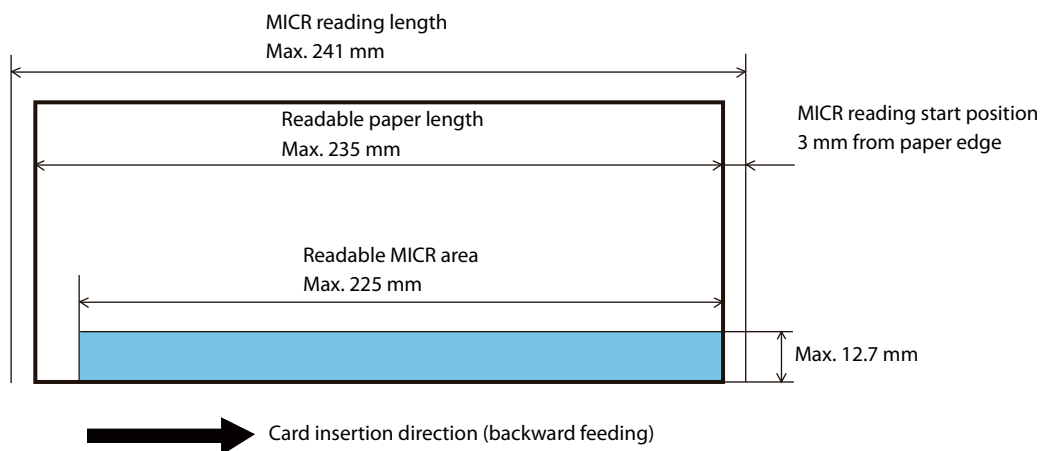 MICR reading length
Max. 241 mm
Readable paper length
Max. 235 mm
MICR reading start position
3 mm from paper edge
Readable MICR area
Max. 225 mm
Max. 12.7 mm
Card insertion direction (backward feeding)